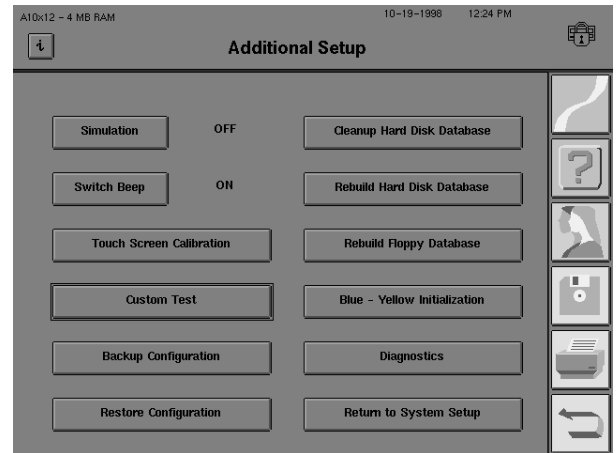 A10x12 – 4 MB RAM 10–19–1998 12:24 PM
i Additional Setup
Simulation OFF Cleanup Hard Disk Database
Switch Beep ON Rebuild Hard Disk Database
Touch Screen Calibration Rebuild Floppy Database
Custom Test Blue – Yellow Initialization
Backup Configuration Diagnostics
Restore Configuration Return to System Setup